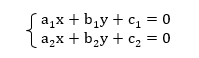 a₁x + b₁y + c₁ = 0
a₂x + b₂y + c₂ = 0